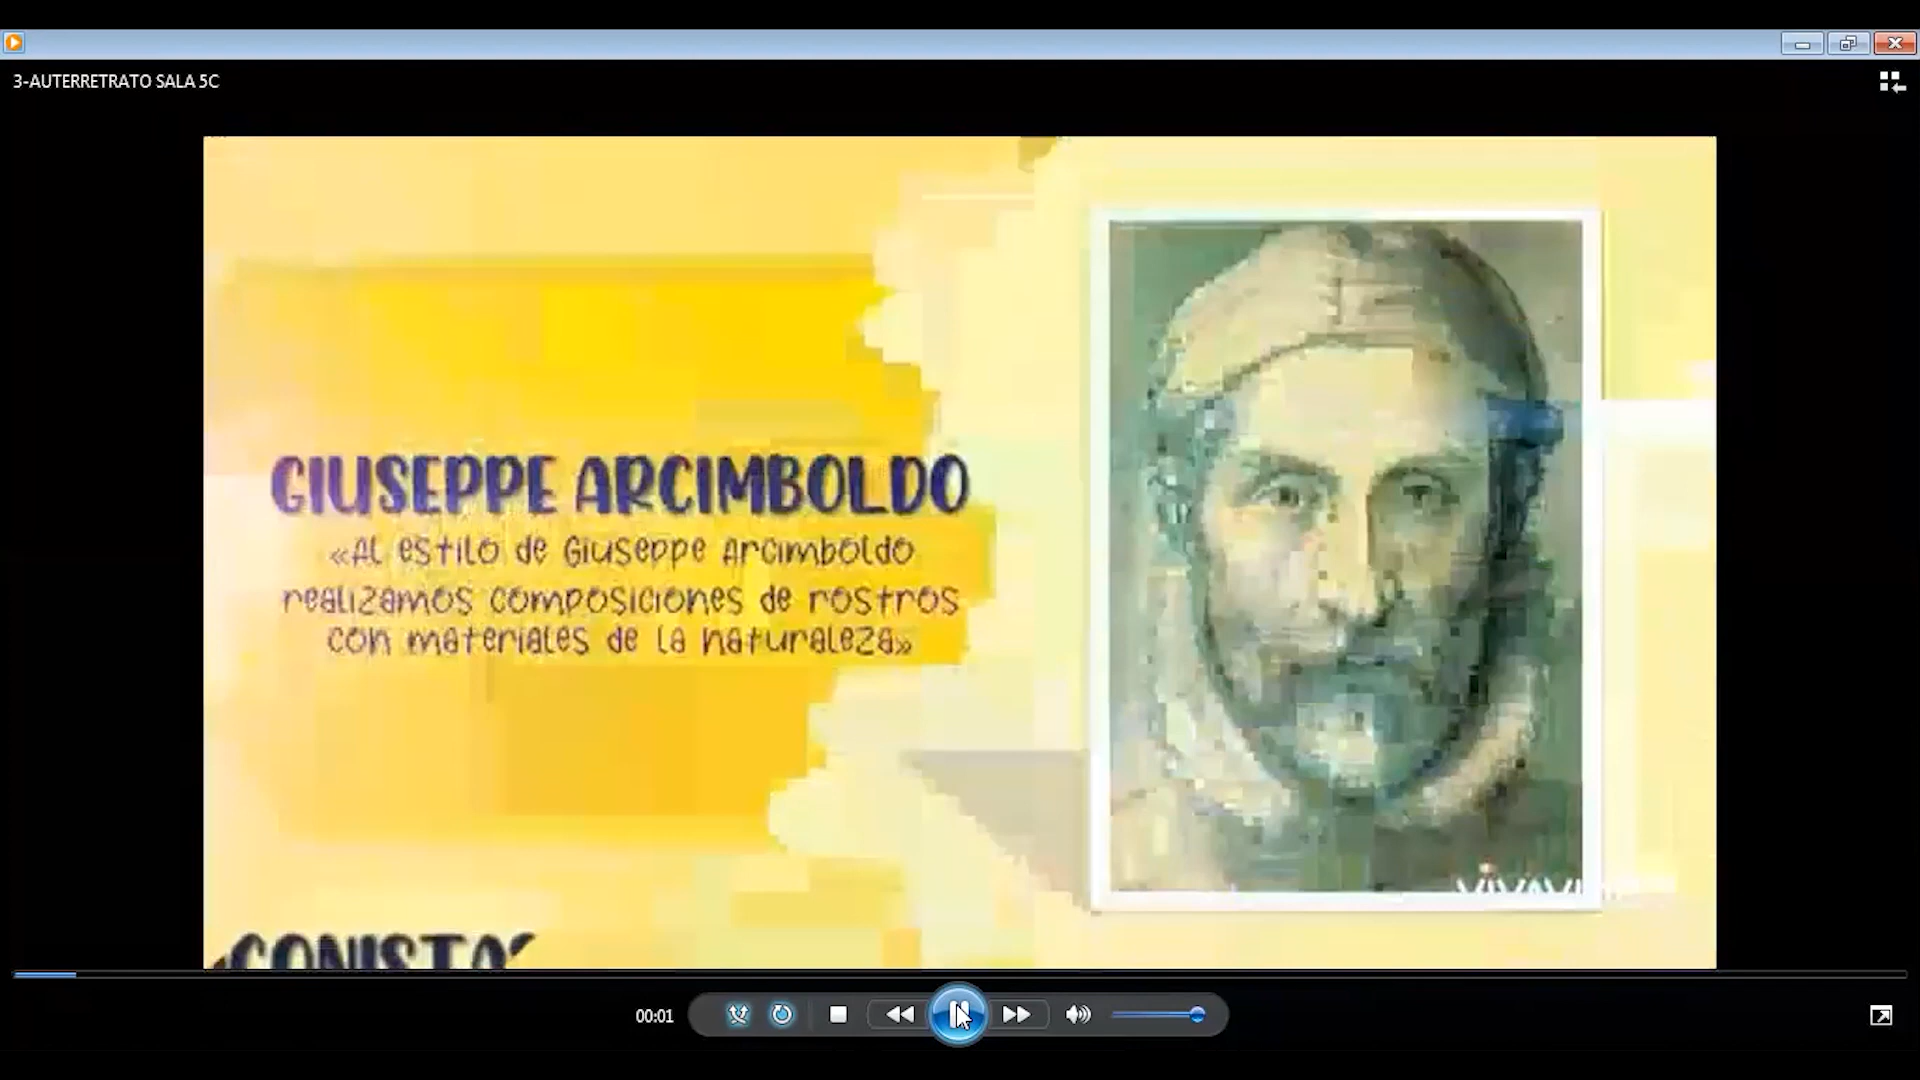 3-AUTERRETRATO SALA 5C
GIUSEPPE ARCIMBOLDO
«Al estilo de Giuseppe Arcimboldo
realizamos composiciones de rostros
con materiales de la naturaleza»
00:01